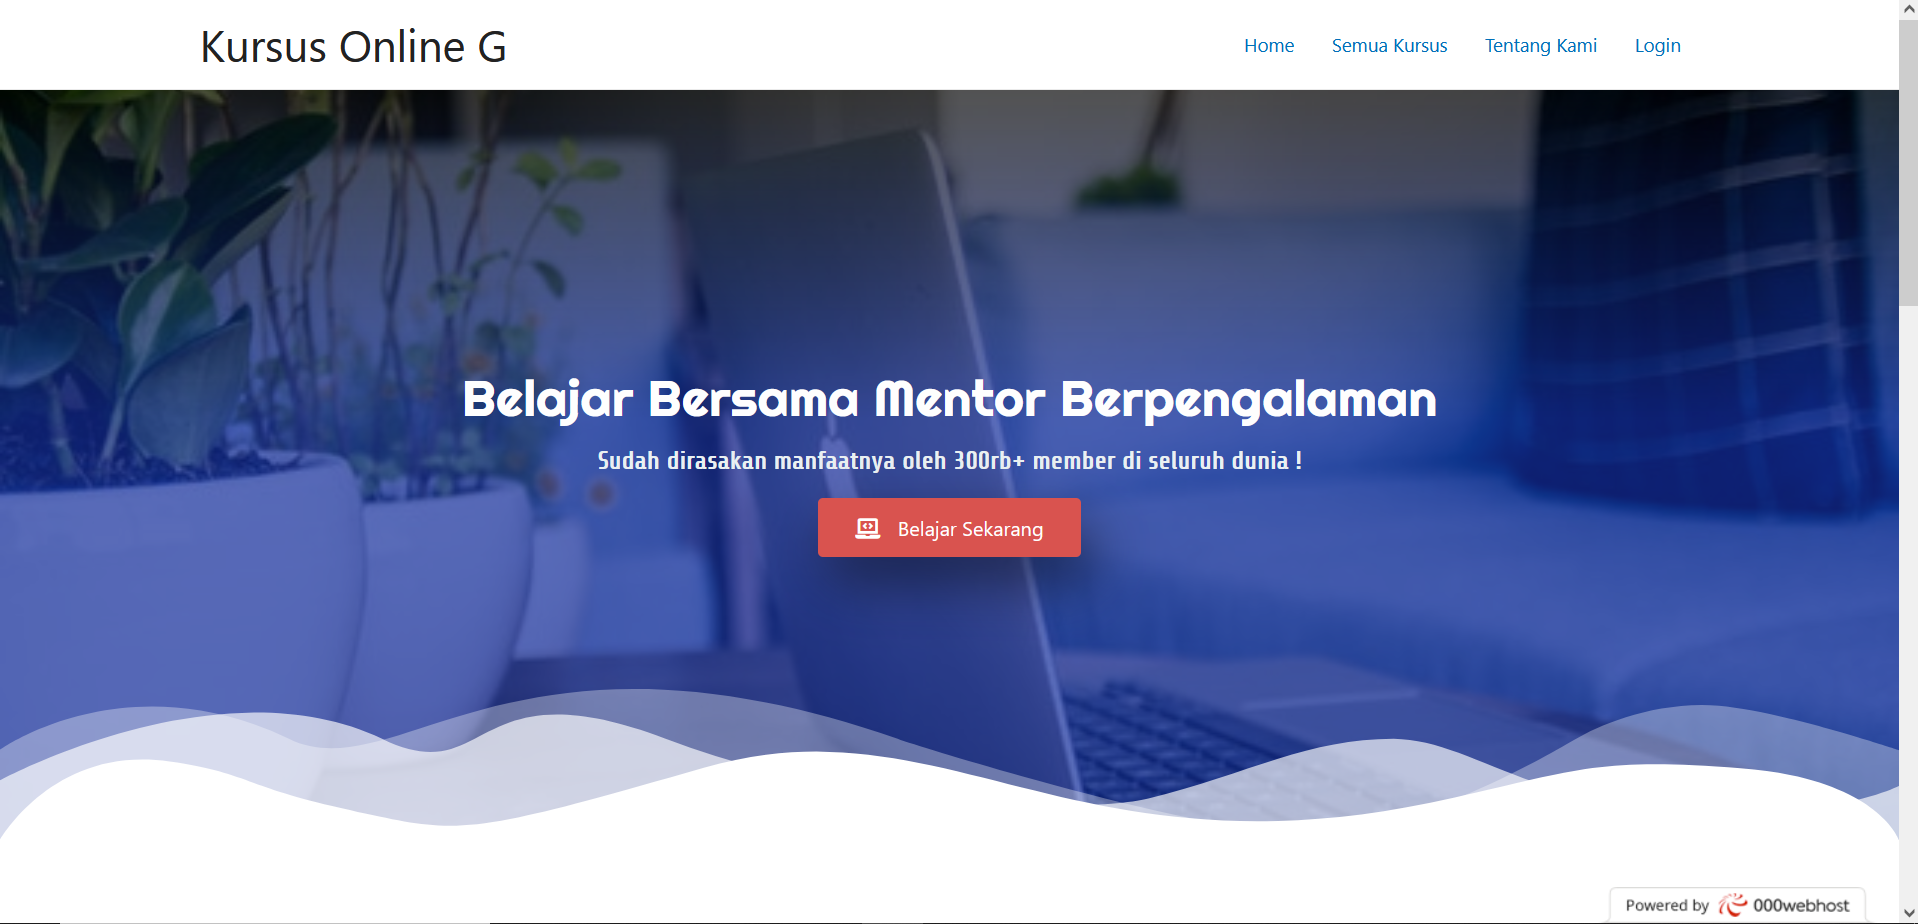 Kursus Online G
Home Semua Kursus Tentang Kami Login
Belajar Bersama Mentor Berpengalaman
Sudah dirasakan manfaatnya oleh 300rb+ member di seluruh dunia !
Belajar Sekarang
Powered by 000webhost